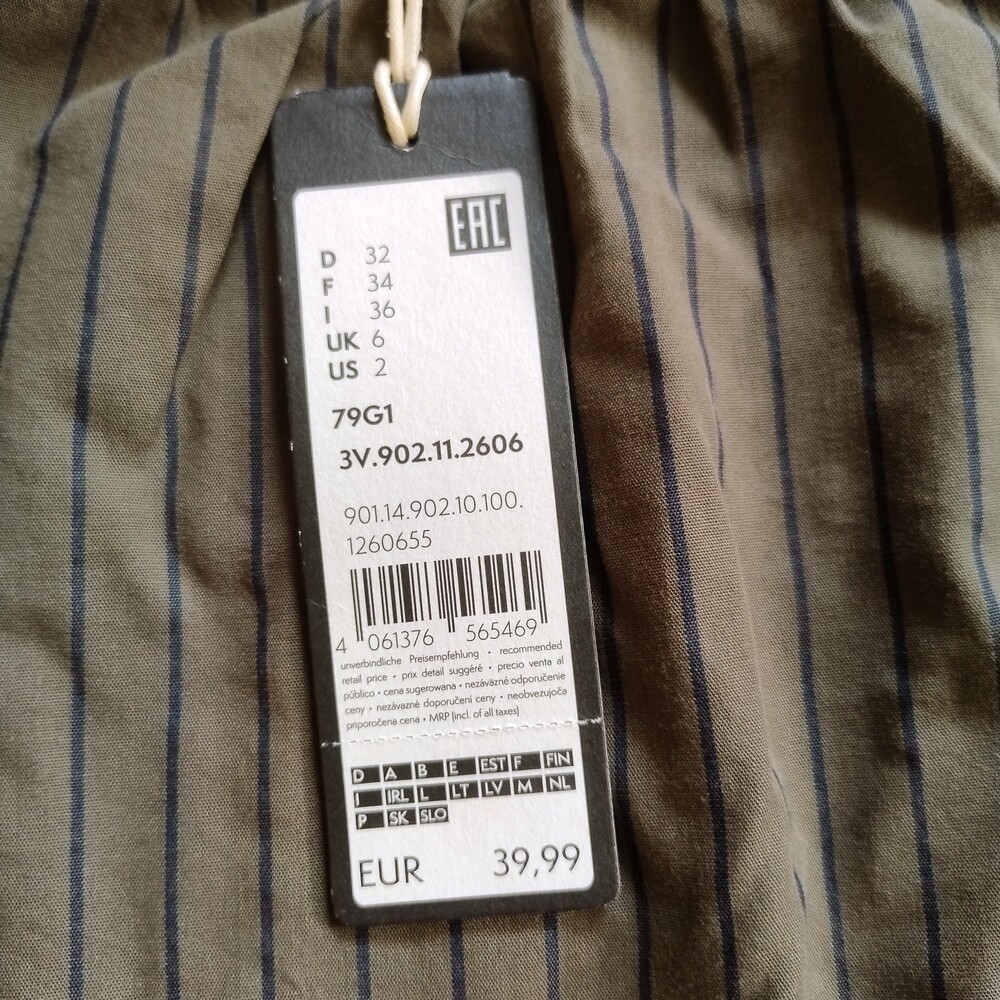 EAC
D 32
F 34
I 36
UK 6
US 2
79G1
3V.902.11.2606
901.14.902.10.100.
1260655
4 061376 565469
unverbindliche Preisempfehlung • recommended
retail price • prix detail suggéré • precio venta al
público • cena sugerowana • nezáväzné odporučenie
ceny • nezávazné doporučení ceny • neobvezujoča
priporočena cena • MRP (incl. of all taxes)
D A B E EST F FIN
I IRL L LT LV M NL
P SK SLO
EUR 39,99